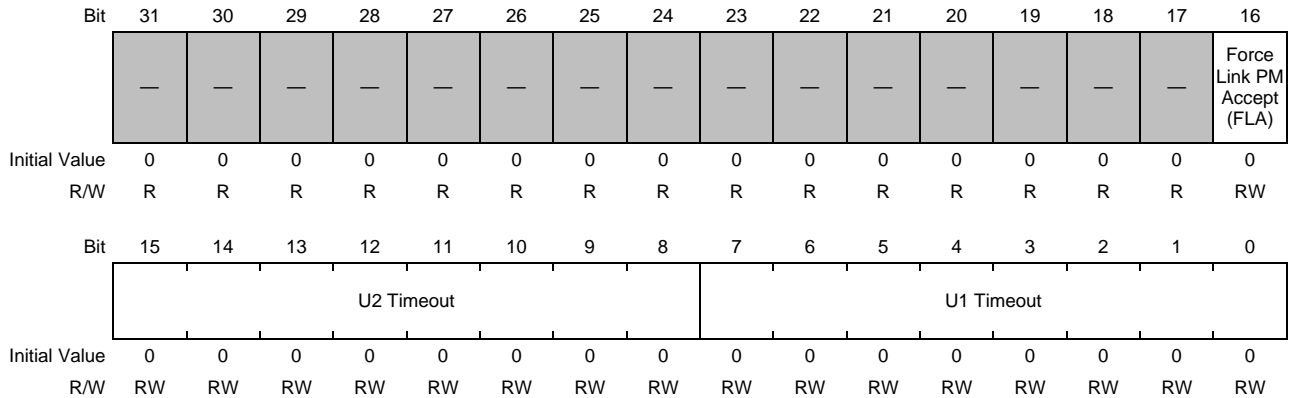 Bit 31 30 29 28 27 26 25 24 23 22 21 20 19 18 17 16
— — — — — — — — — — — — — — — Force Link PM Accept (FLA)
Initial Value 0 0 0 0 0 0 0 0 0 0 0 0 0 0 0 0
R/W R R R R R R R R R R R R R R R RW
Bit 15 14 13 12 11 10 9 8 7 6 5 4 3 2 1 0
U2 Timeout U1 Timeout
Initial Value 0 0 0 0 0 0 0 0 0 0 0 0 0 0 0 0
R/W RW RW RW RW RW RW RW RW RW RW RW RW RW RW RW RW